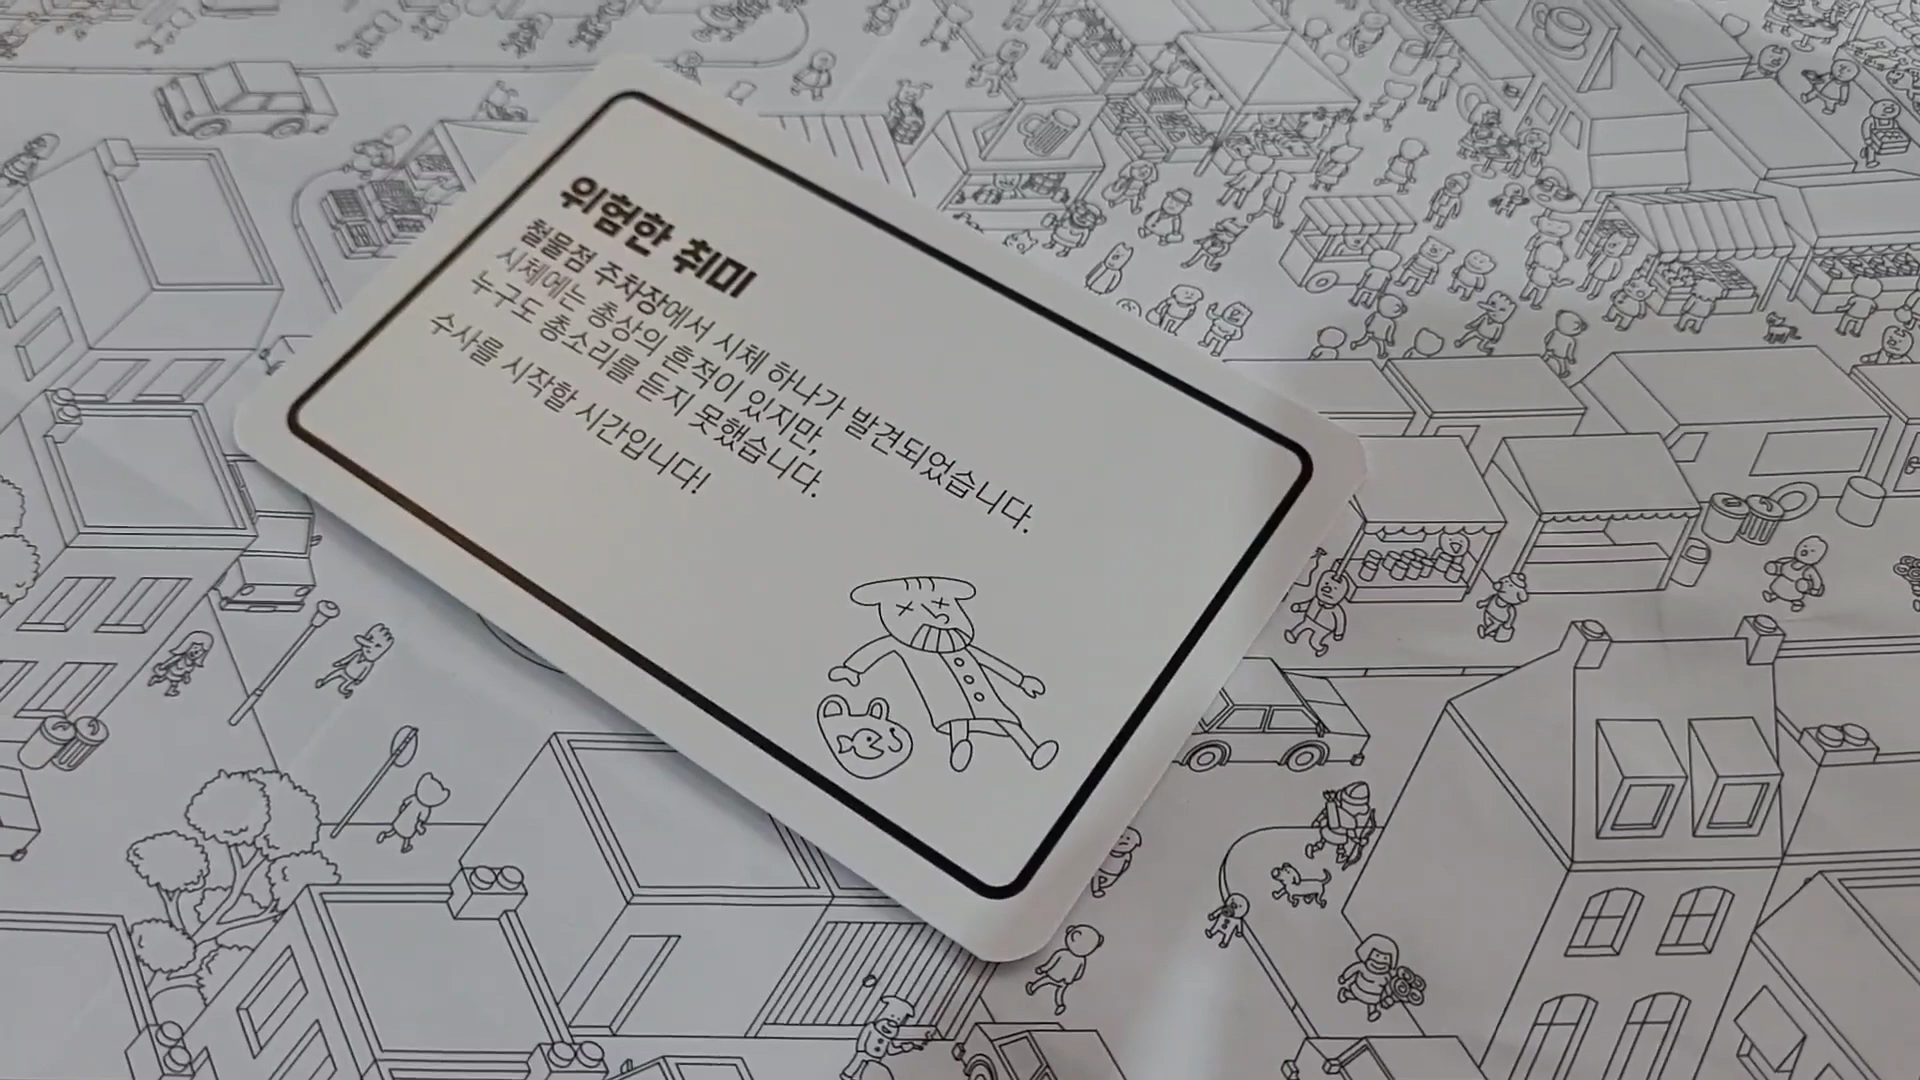 위험한 취미
철물점 주차장에서 시체 하나가 발견되었습니다.
시체에는 총상의 흔적이 있지만,
누구도 총소리를 듣지 못했습니다.
수사를 시작할 시간입니다!